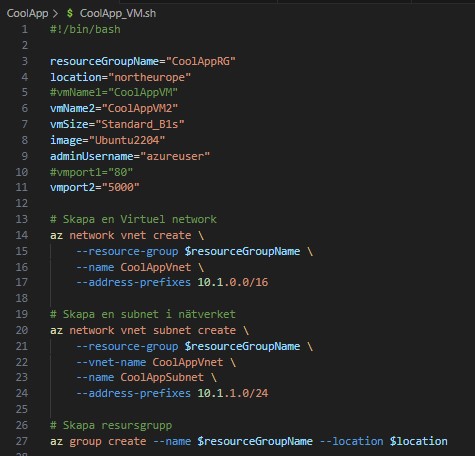 CoolApp > $ CoolApp_VM.sh
1 #!/bin/bash
2
3 resourceGroupName="CoolAppRG"
4 location="northeurope"
5 #vmName1="CoolAppVM"
6 vmName2="CoolAppVM2"
7 vmSize="Standard_B1s"
8 image="Ubuntu2204"
9 adminUsername="azureuser"
10 #vmport1="80"
11 vmport2="5000"
12
13 # Skapa en Virtuel network
14 az network vnet create \
15 --resource-group $resourceGroupName \
16 --name CoolAppVnet \
17 --address-prefixes 10.1.0.0/16
18
19 # Skapa en subnet i nätverket
20 az network vnet subnet create \
21 --resource-group $resourceGroupName \
22 --vnet-name CoolAppVnet \
23 --name CoolAppSubnet \
24 --address-prefixes 10.1.1.0/24
25
26 # Skapa resursgrupp
27 az group create --name $resourceGroupName --location $location